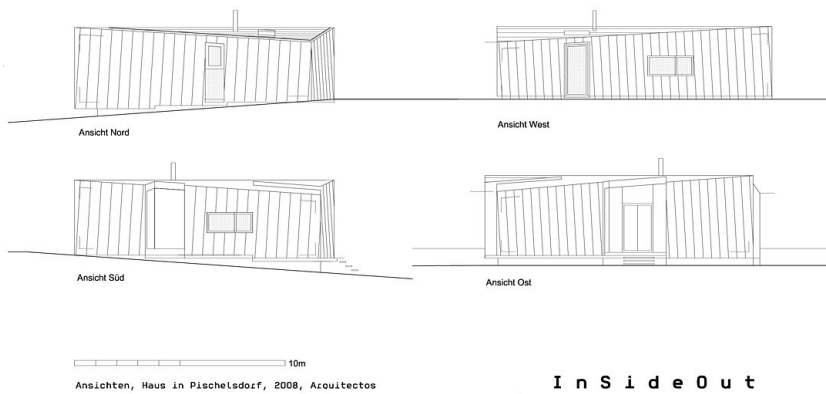 Ansicht Nord
Ansicht West
Ansicht Süd
Ansicht Ost
10m
Ansichten, Haus in Pischelsdorf, 2008, Arquitectos
InSideOut